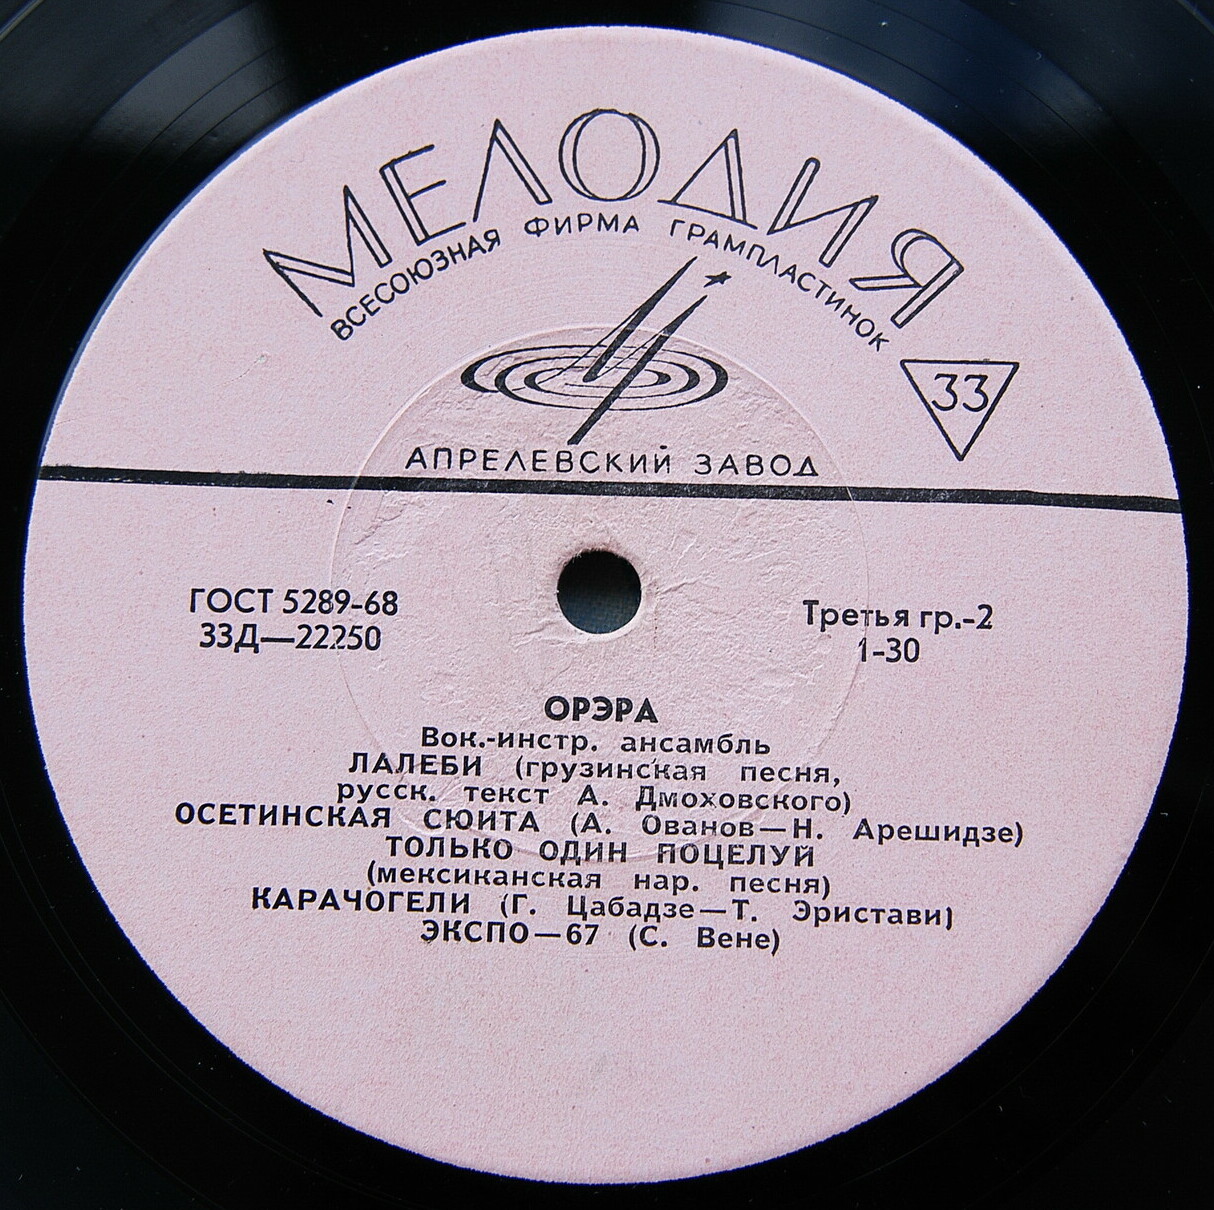 МЕЛОДИЯ
ВСЕСОЮЗНАЯ ФИРМА ГРАМПЛАСТИНОК
33
АПРЕЛЕВСКИЙ ЗАВОД
ГОСТ 5289-68
33Д—22250
Третья гр.-2
1-30
ОРЭРА
Вок.-инстр. ансамбль
ЛАЛЕБИ (грузинская песня,
русск. текст А. Дмоховского)
ОСЕТИНСКАЯ СЮИТА (А. Ованов—Н. Арешидзе)
ТОЛЬКО ОДИН ПОЦЕЛУЙ
(мексиканская нар. песня)
КАРАЧОГЕЛИ (Г. Цабадзе—Т. Эристави)
ЭКСПО—67 (С. Вене)